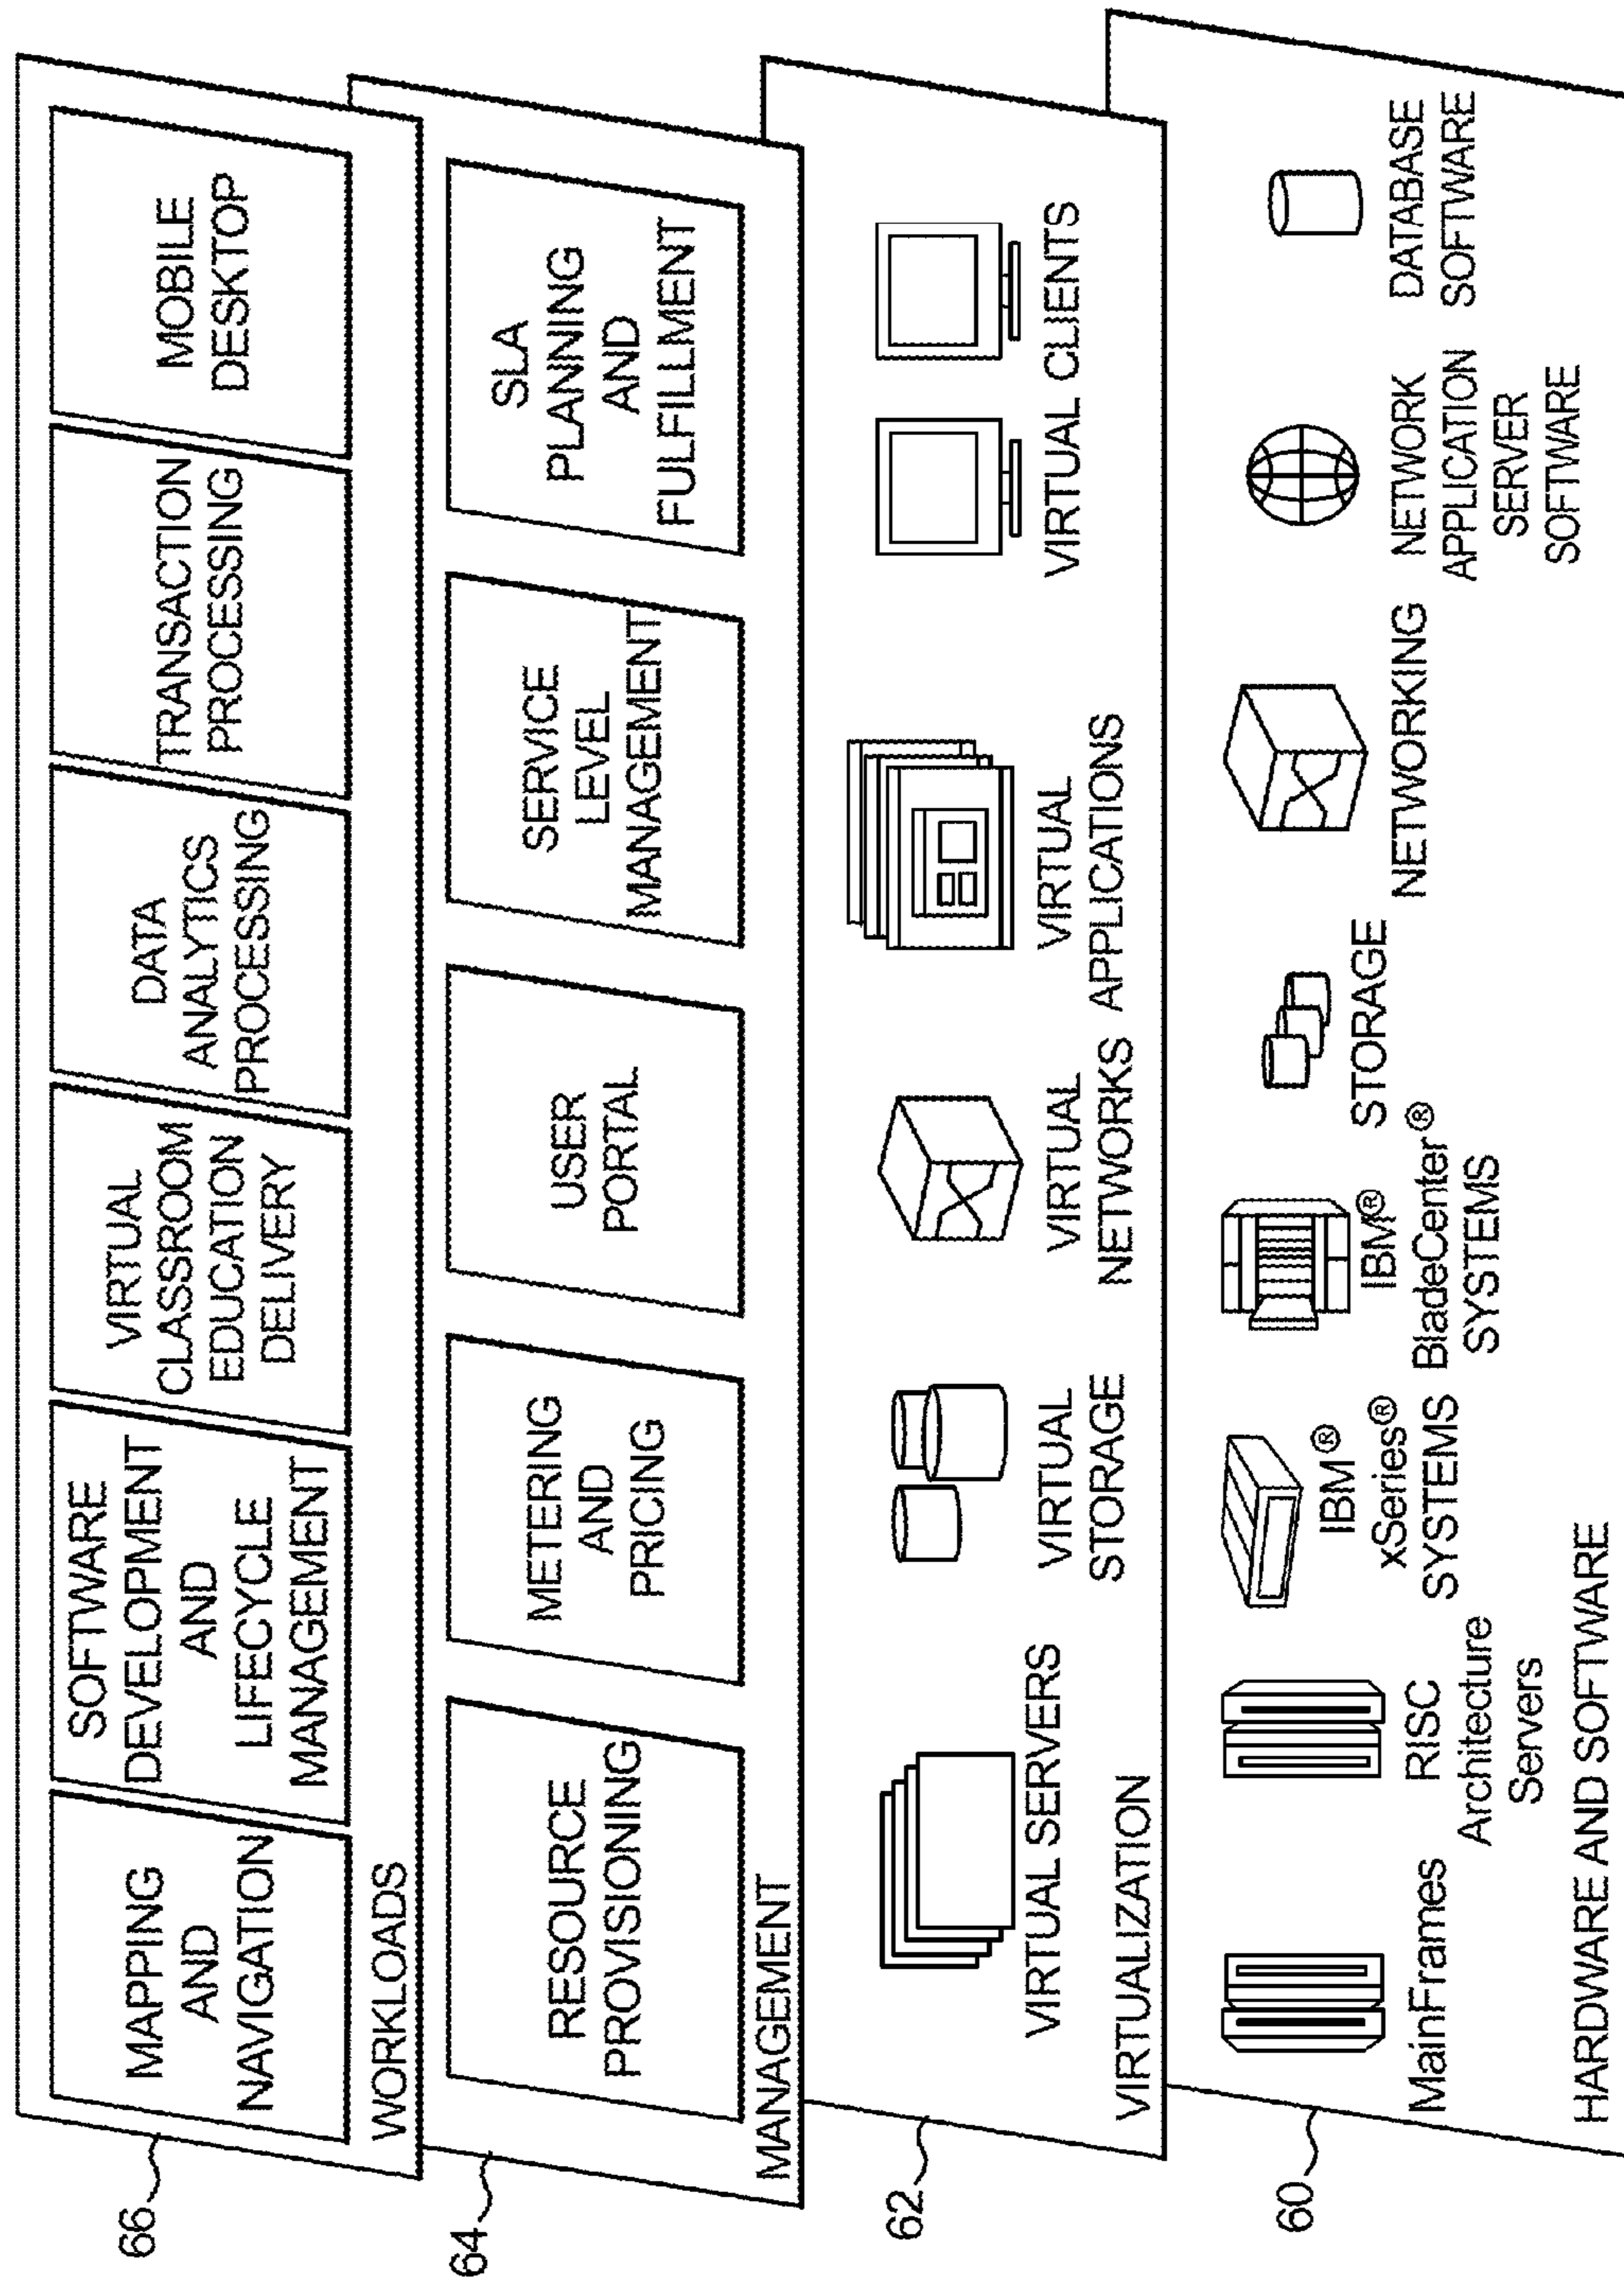 66
MAPPING
AND
NAVIGATION
SOFTWARE
DEVELOPMENT
AND
LIFECYCLE
MANAGEMENT
VIRTUAL
CLASSROOM
EDUCATION
DELIVERY
DATA
ANALYTICS
PROCESSING
TRANSACTION
PROCESSING
MOBILE
DESKTOP
WORKLOADS
64
RESOURCE
PROVISIONING
METERING
AND
PRICING
USER
PORTAL
SERVICE
LEVEL
MANAGEMENT
SLA
PLANNING
AND
FULFILLMENT
MANAGEMENT
62
VIRTUAL SERVERS
VIRTUAL
STORAGE
VIRTUAL
NETWORKS
VIRTUAL
APPLICATIONS
VIRTUAL CLIENTS
VIRTUALIZATION
60
MainFrames
RISC
Architecture
Servers
IBM®
xSeries®
SYSTEMS
IBM®
BladeCenter®
SYSTEMS
STORAGE
NETWORKING
NETWORK
APPLICATION
SERVER
SOFTWARE
DATABASE
SOFTWARE
HARDWARE AND SOFTWARE